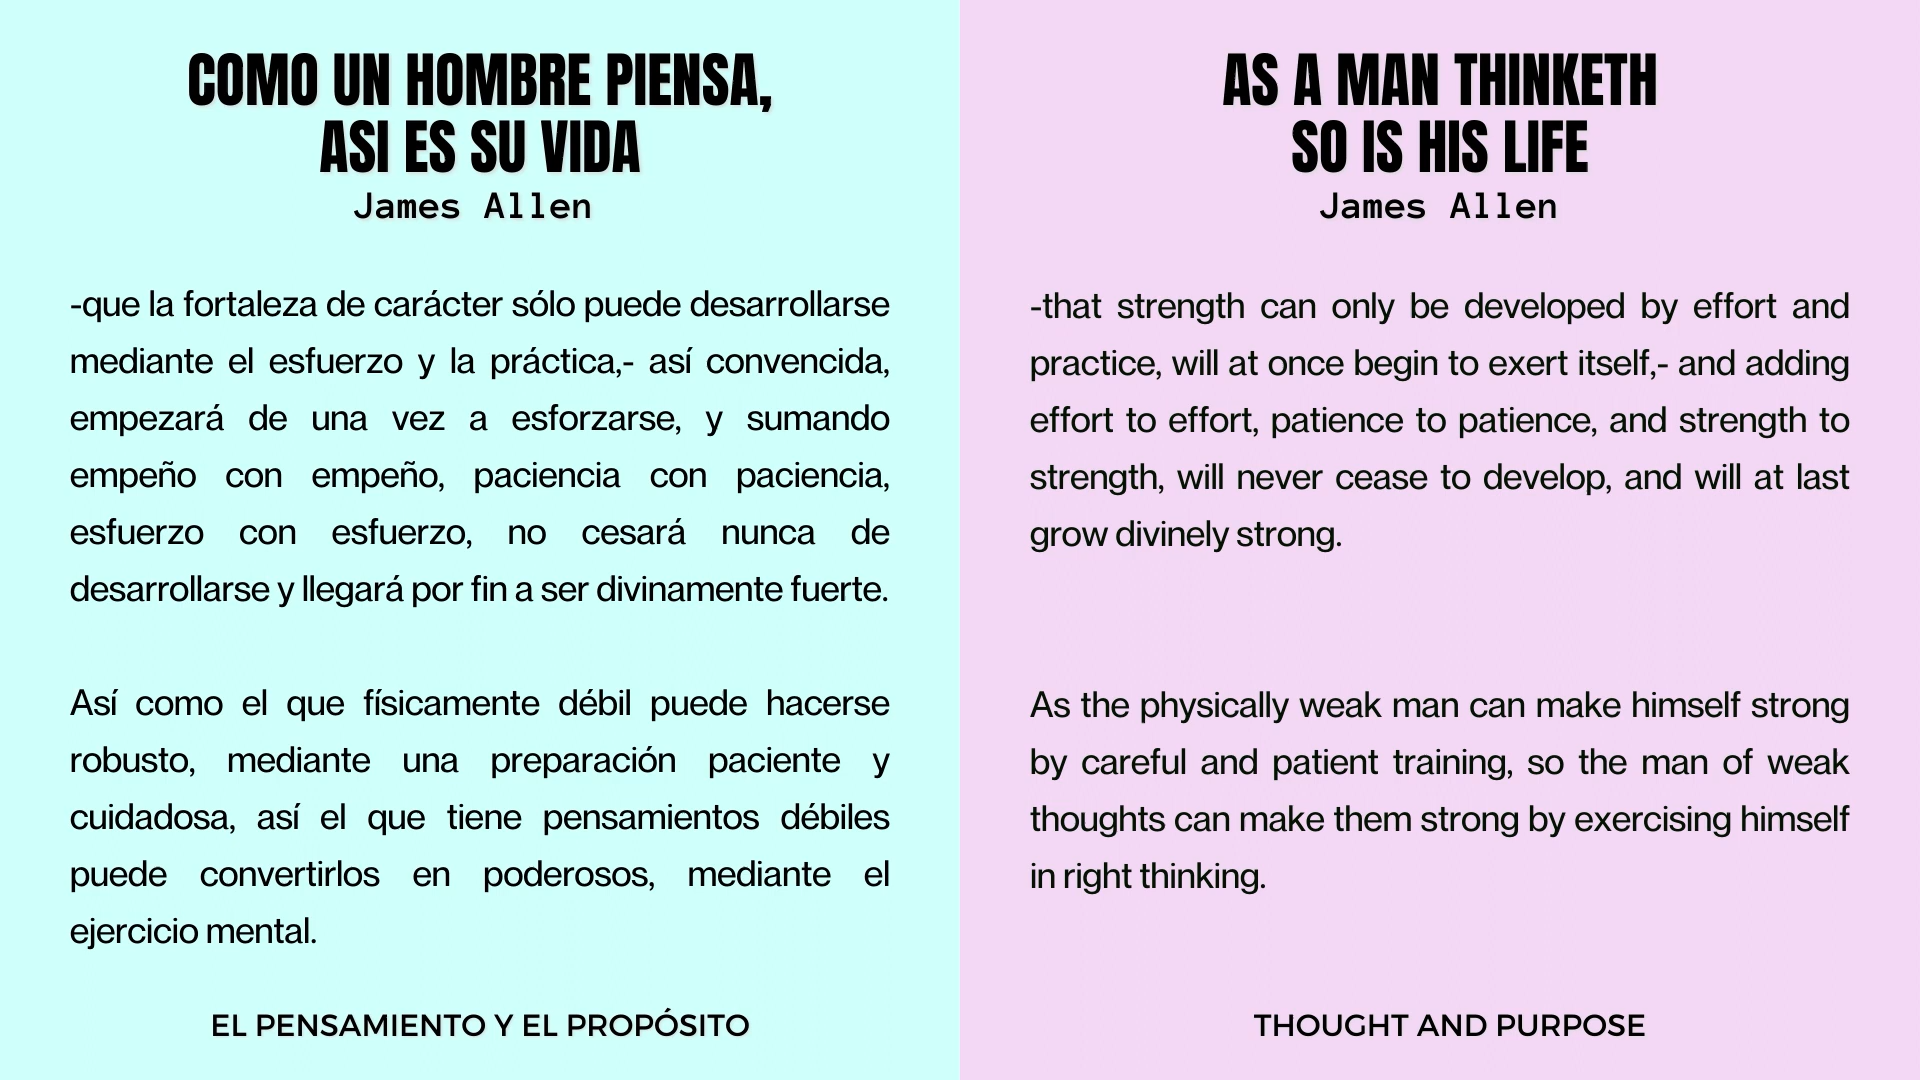 COMO UN HOMBRE PIENSA,
ASI ES SU VIDA
James Allen
-que la fortaleza de carácter sólo puede desarrollarse
mediante el esfuerzo y la práctica,- así convencida,
empezará de una vez a esforzarse, y sumando
empeño con empeño, paciencia con paciencia,
esfuerzo con esfuerzo, no cesará nunca de
desarrollarse y llegará por fin a ser divinamente fuerte.
Así como el que físicamente débil puede hacerse
robusto, mediante una preparación paciente y
cuidadosa, así el que tiene pensamientos débiles
puede convertirlos en poderosos, mediante el
ejercicio mental.
EL PENSAMIENTO Y EL PROPÓSITO
AS A MAN THINKETH
SO IS HIS LIFE
James Allen
-that strength can only be developed by effort and
practice, will at once begin to exert itself,- and adding
effort to effort, patience to patience, and strength to
strength, will never cease to develop, and will at last
grow divinely strong.
As the physically weak man can make himself strong
by careful and patient training, so the man of weak
thoughts can make them strong by exercising himself
in right thinking.
THOUGHT AND PURPOSE